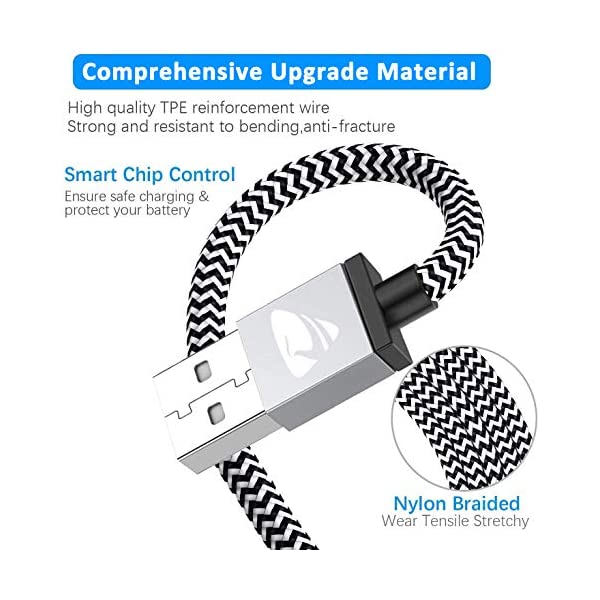 Comprehensive Upgrade Material
High quality TPE reinforcement wire
Strong and resistant to bending,anti-fracture
Smart Chip Control
Ensure safe charging &
protect your battery
Nylon Braided
Wear Tensile Stretchy